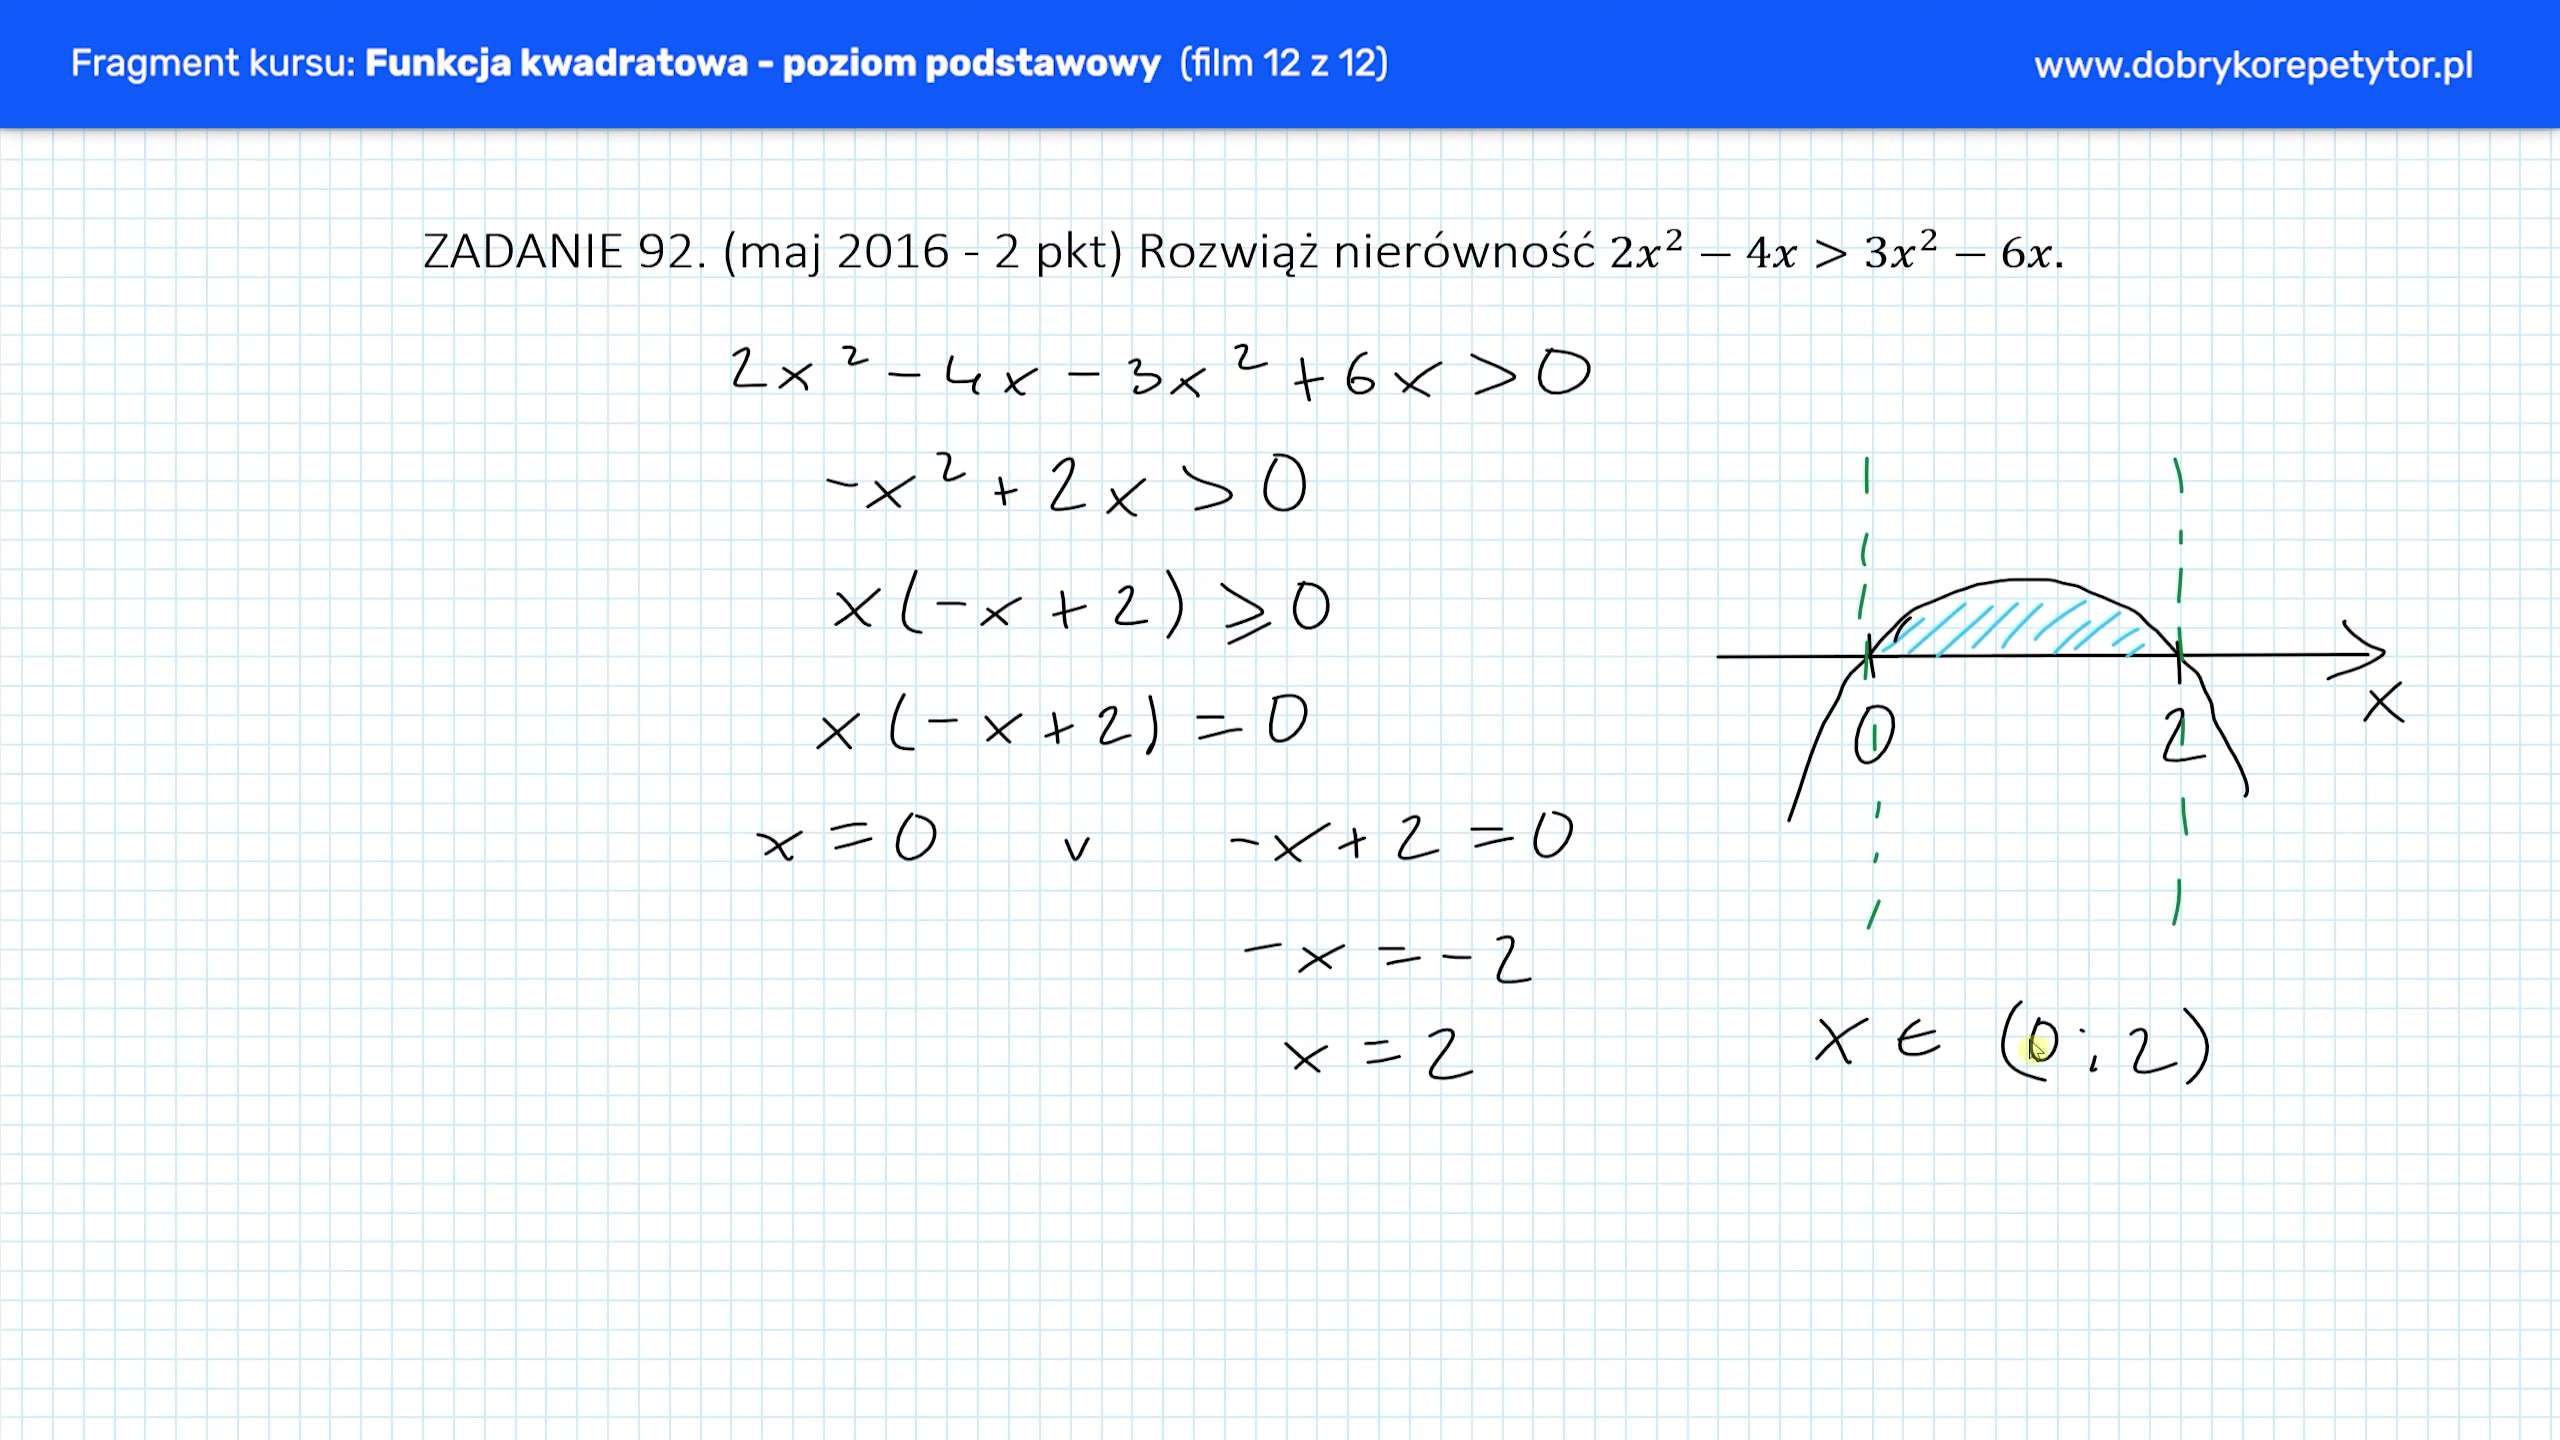 Fragment kursu: Funkcja kwadratowa - poziom podstawowy (film 12 z 12)
www.dobrykorepetytor.pl
ZADANIE 92. (maj 2016 - 2 pkt) Rozwiąż nierówność 2x² − 4x > 3x² − 6x.
2x² − 4x − 3x² + 6x > 0
−x² + 2x > 0
x(−x + 2) ⩾ 0
x(−x + 2) = 0
x = 0 v −x + 2 = 0
−x = −2
x = 2
0 2 x
x ∈ (0; 2)